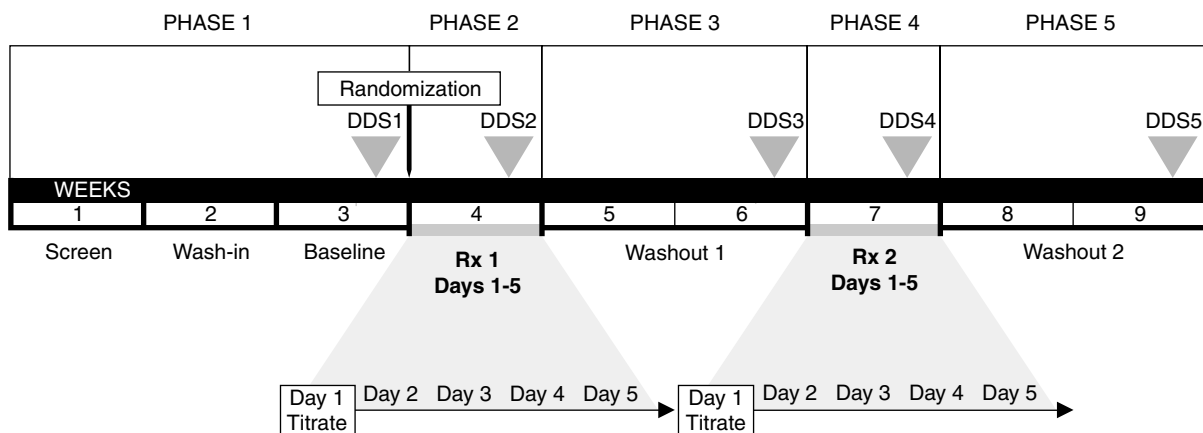 PHASE 1 PHASE 2 PHASE 3 PHASE 4 PHASE 5
Randomization
DDS1 DDS2 DDS3 DDS4 DDS5
WEEKS
1 2 3 4 5 6 7 8 9
Screen Wash-in Baseline Rx 1 Washout 1 Rx 2 Washout 2
Days 1-5 Days 1-5
Day 1 Day 2 Day 3 Day 4 Day 5 Day 1 Day 2 Day 3 Day 4 Day 5
Titrate Titrate